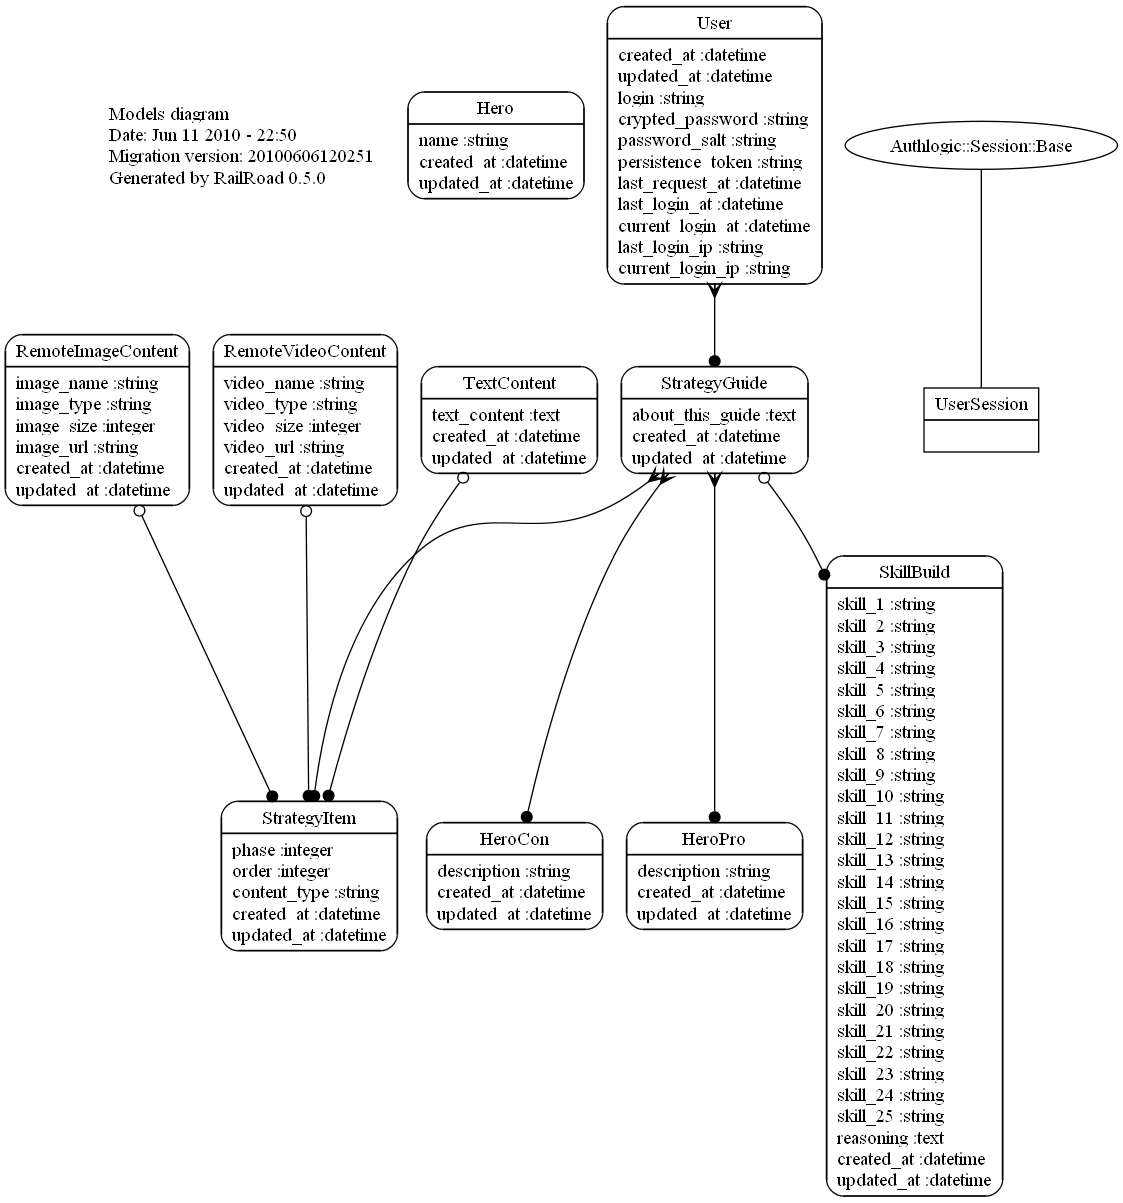 Models diagram
Date: Jun 11 2010 - 22:50
Migration version: 20100606120251
Generated by RailRoad 0.5.0
Hero
name :string
created_at :datetime
updated_at :datetime
User
created_at :datetime
updated_at :datetime
login :string
crypted_password :string
password_salt :string
persistence_token :string
last_request_at :datetime
last_login_at :datetime
current_login_at :datetime
last_login_ip :string
current_login_ip :string
Authlogic::Session::Base
RemoteImageContent
image_name :string
image_type :string
image_size :integer
image_url :string
created_at :datetime
updated_at :datetime
RemoteVideoContent
video_name :string
video_type :string
video_size :integer
video_url :string
created_at :datetime
updated_at :datetime
TextContent
text_content :text
created_at :datetime
updated_at :datetime
StrategyGuide
about_this_guide :text
created_at :datetime
updated_at :datetime
UserSession
StrategyItem
phase :integer
order :integer
content_type :string
created_at :datetime
updated_at :datetime
HeroCon
description :string
created_at :datetime
updated_at :datetime
HeroPro
description :string
created_at :datetime
updated_at :datetime
SkillBuild
skill_1 :string
skill_2 :string
skill_3 :string
skill_4 :string
skill_5 :string
skill_6 :string
skill_7 :string
skill_8 :string
skill_9 :string
skill_10 :string
skill_11 :string
skill_12 :string
skill_13 :string
skill_14 :string
skill_15 :string
skill_16 :string
skill_17 :string
skill_18 :string
skill_19 :string
skill_20 :string
skill_21 :string
skill_22 :string
skill_23 :string
skill_24 :string
skill_25 :string
reasoning :text
created_at :datetime
updated_at :datetime